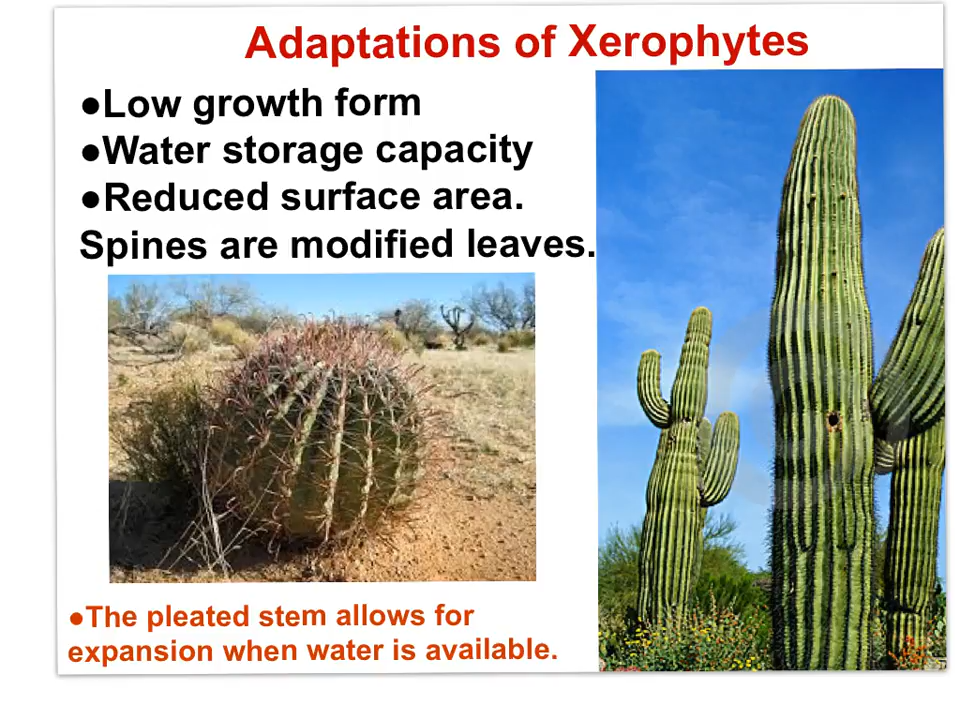 Adaptations of Xerophytes
●Low growth form
●Water storage capacity
●Reduced surface area.
Spines are modified leaves.
●The pleated stem allows for
expansion when water is available.